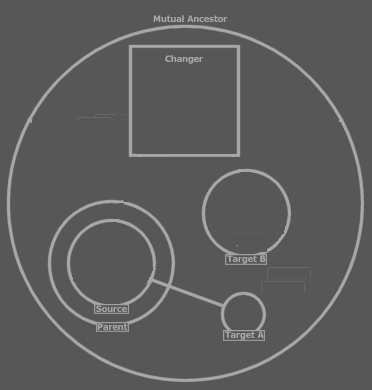 Mutual Ancestor
Changer
Target B
Source
Parent
Target A